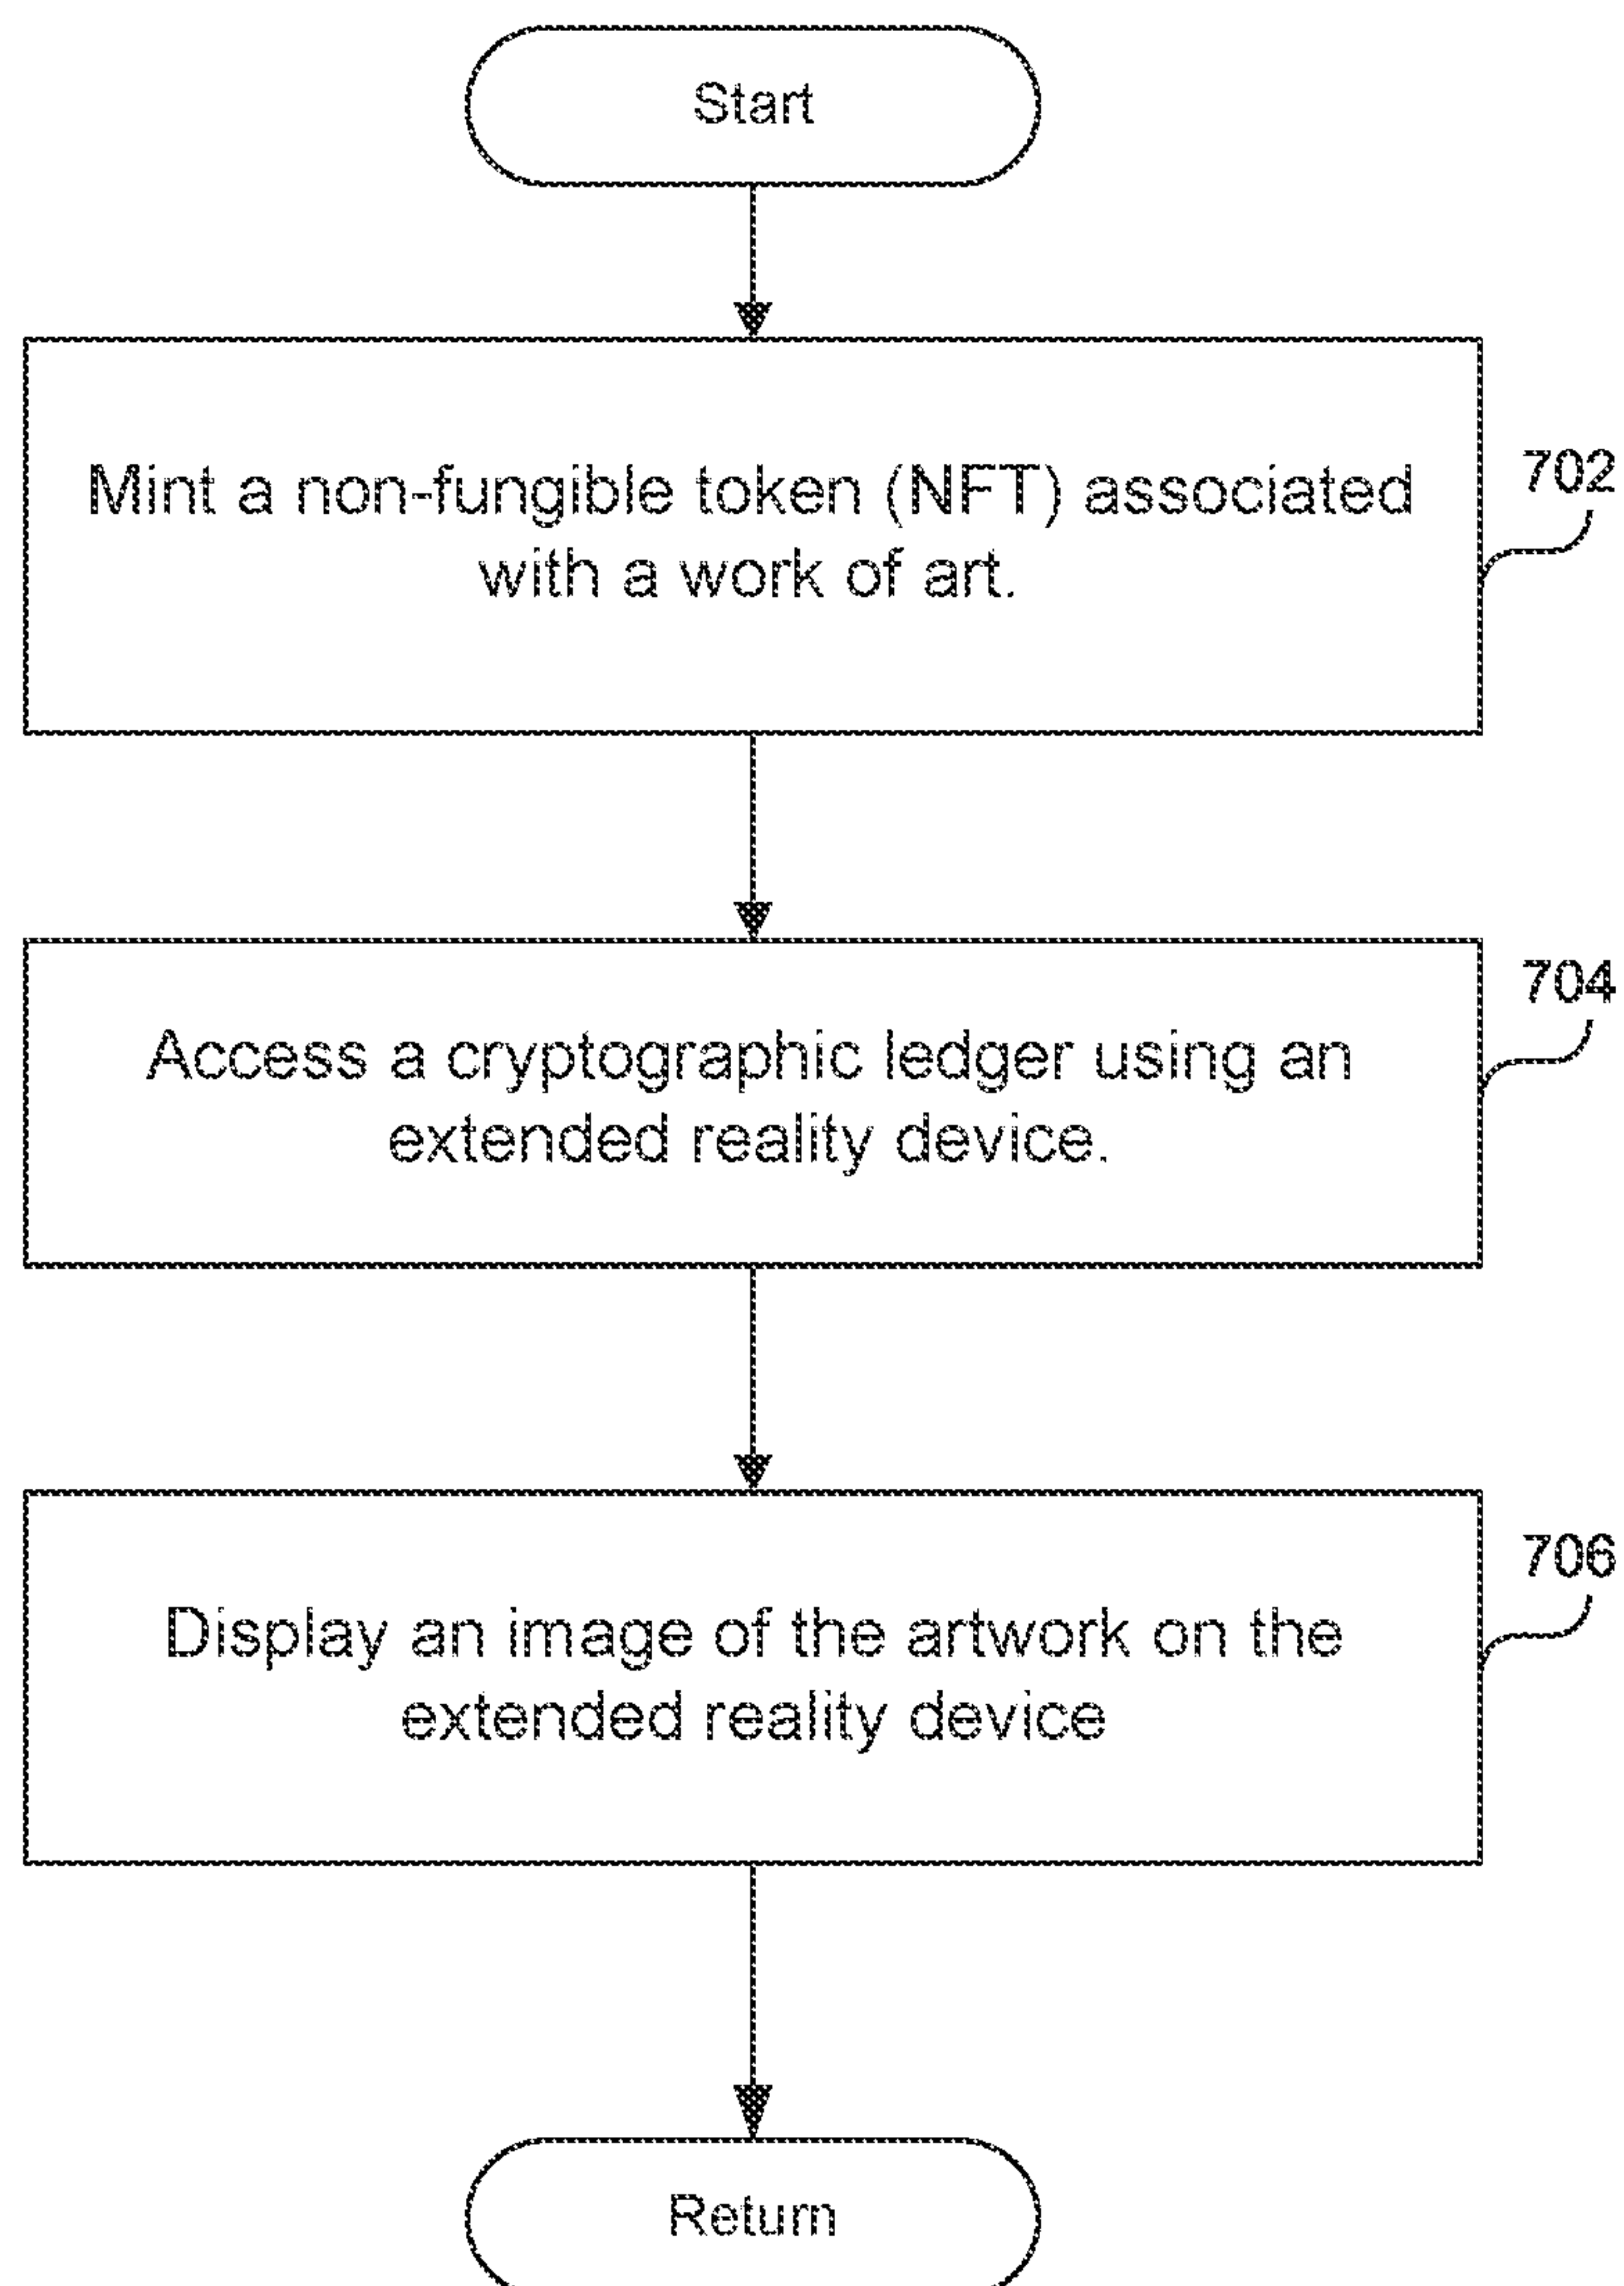 Start
Mint a non-fungible token (NFT) associated
with a work of art.
702
Access a cryptographic ledger using an
extended reality device.
704
Display an image of the artwork on the
extended reality device
706
Return